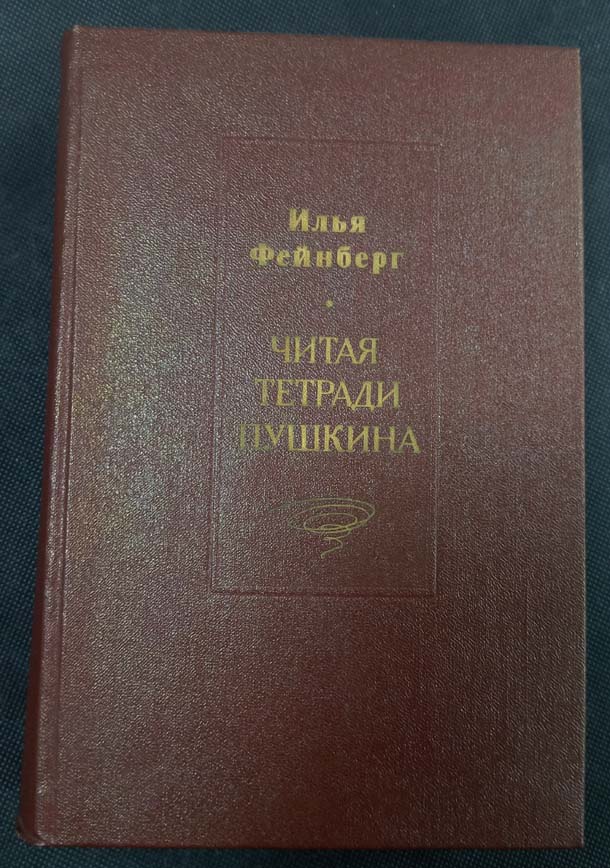 Илья
Фейнберг
ЧИТАЯ
ТЕТРАДИ
ПУШКИНА